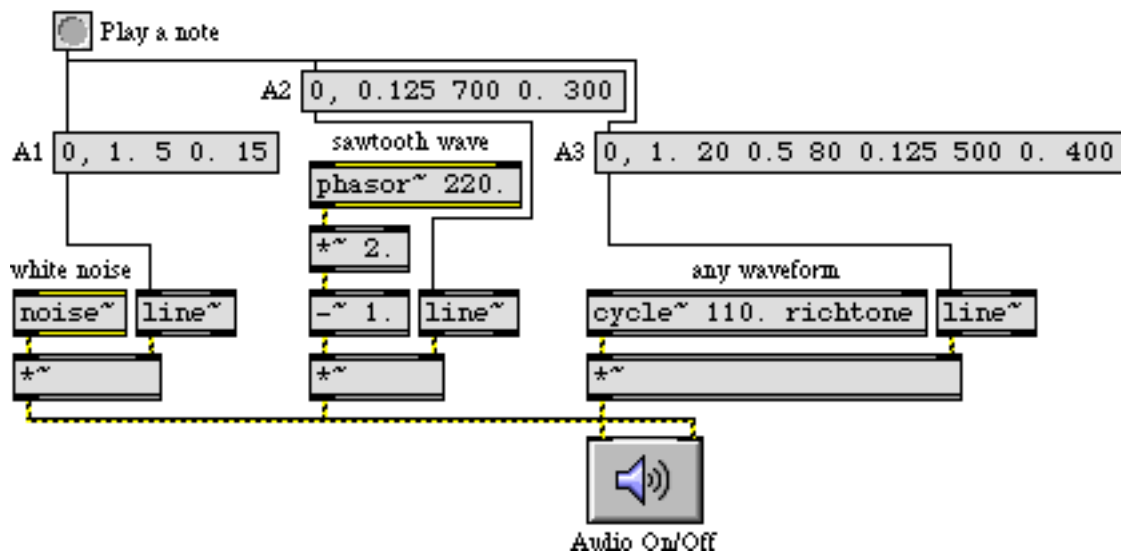 Play a note
A2 0, 0.125 700 0. 300
A1 0, 1. 5 0. 15
sawtooth wave
A3 0, 1. 20 0.5 80 0.125 500 0. 400
phasor~ 220.
*~ 2.
white noise
any waveform
noise~ line~
-~ 1. line~
cycle~ 110. richtone line~
*~
*~
*~
Audio On/Off